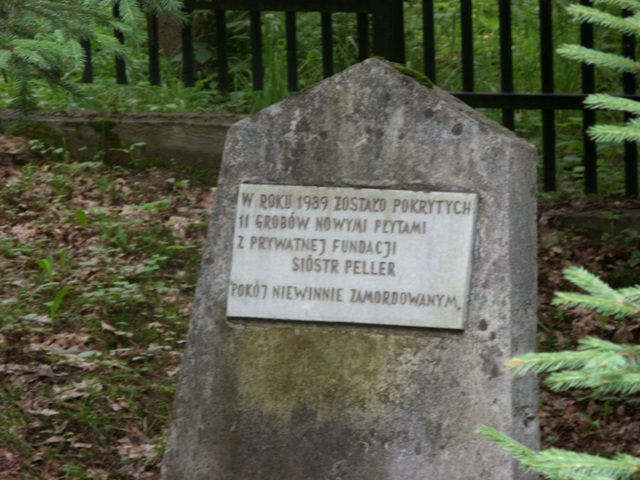 W ROKU 1989 ZOSTAŁO POKRYTYCH
11 GROBÓW NOWYMI PŁYTAMI
Z PRYWATNEJ FUNDACJI
SIÓSTR PELLER
POKÓJ NIEWINNIE ZAMORDOWANYM.